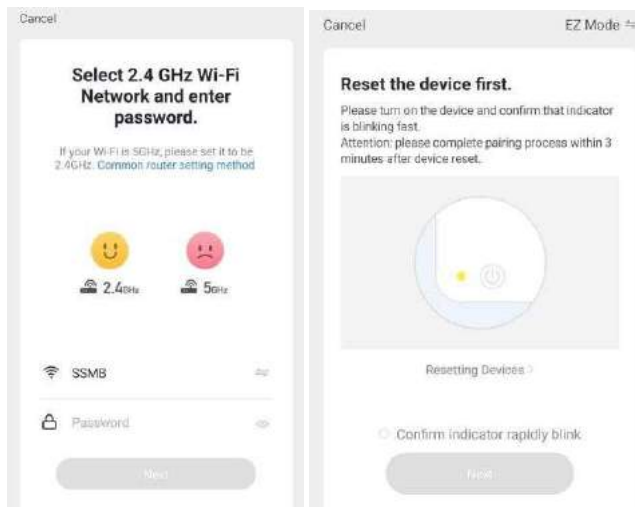 Cancel
Select 2.4 GHz Wi-Fi
Network and enter
password.
If your Wi-Fi is 5GHz, please set it to be
2.4GHz. Common router setting method
2.4GHz
5GHz
SSMB
Password
Next
Cancel
EZ Mode
Reset the device first.
Please turn on the device and confirm that indicator
is blinking fast.
Attention: please complete pairing process within 3
minutes after device reset.
Resetting Devices
Confirm indicator rapidly blink
Next